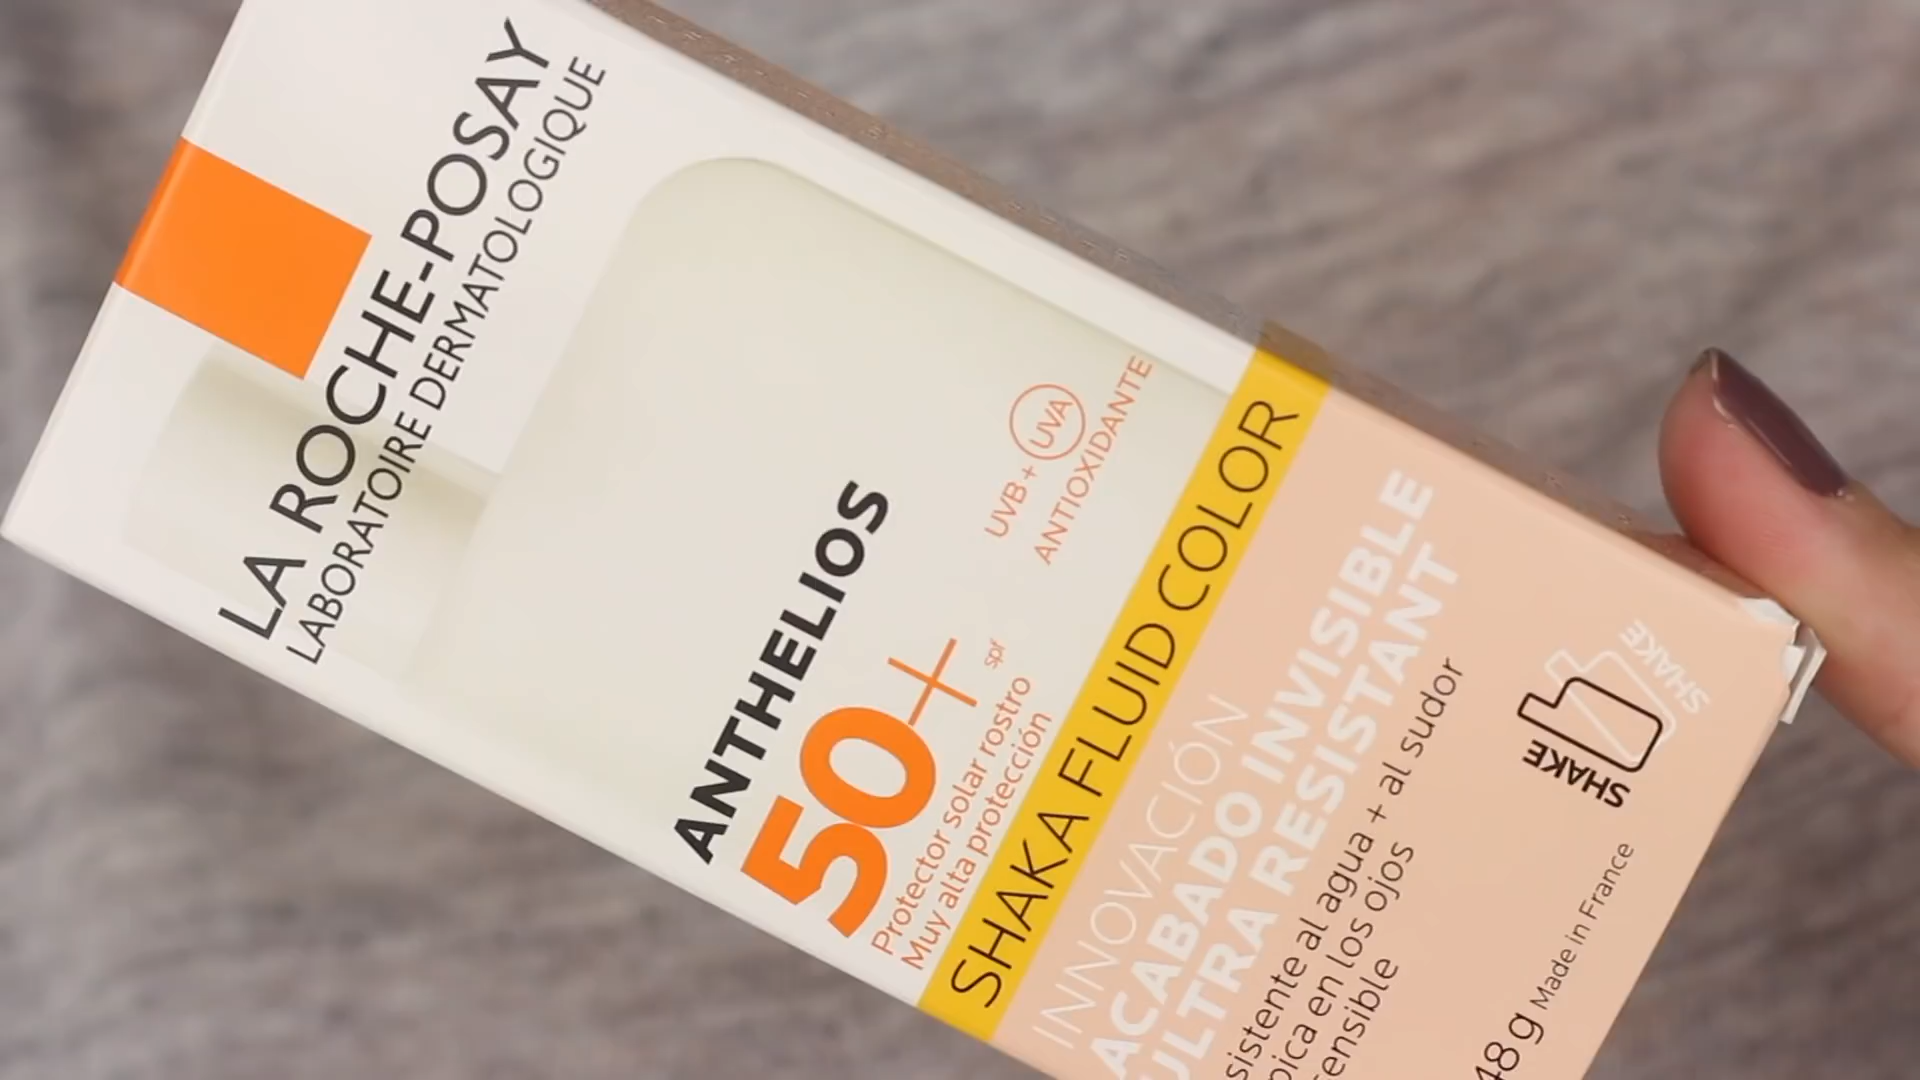 LA ROCHE-POSAY
LABORATOIRE DERMATOLOGIQUE
ANTHELIOS
50+
spf
UVB + UVA
ANTIOXIDANTE
Protector solar rostro
Muy alta protección
SHAKA FLUID COLOR
INNOVACIÓN
ACABADO INVISIBLE
ULTRA RESISTANT
al agua + al sudor
en los ojos
SHAKE
SHAKE
SHAKE
48 g Made in France